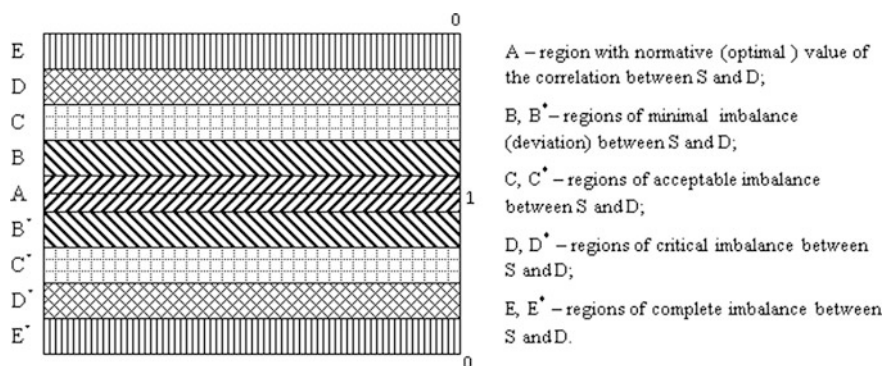 0
E
D
C
B
A
1
B*
C*
D*
E*
0
A – region with normative (optimal ) value of
the correlation between S and D;
B, B* – regions of minimal imbalance
(deviation) between S and D;
C, C* – regions of acceptable imbalance
between S and D;
D, D* – regions of critical imbalance between
S and D;
E, E* – regions of complete imbalance between
S and D.